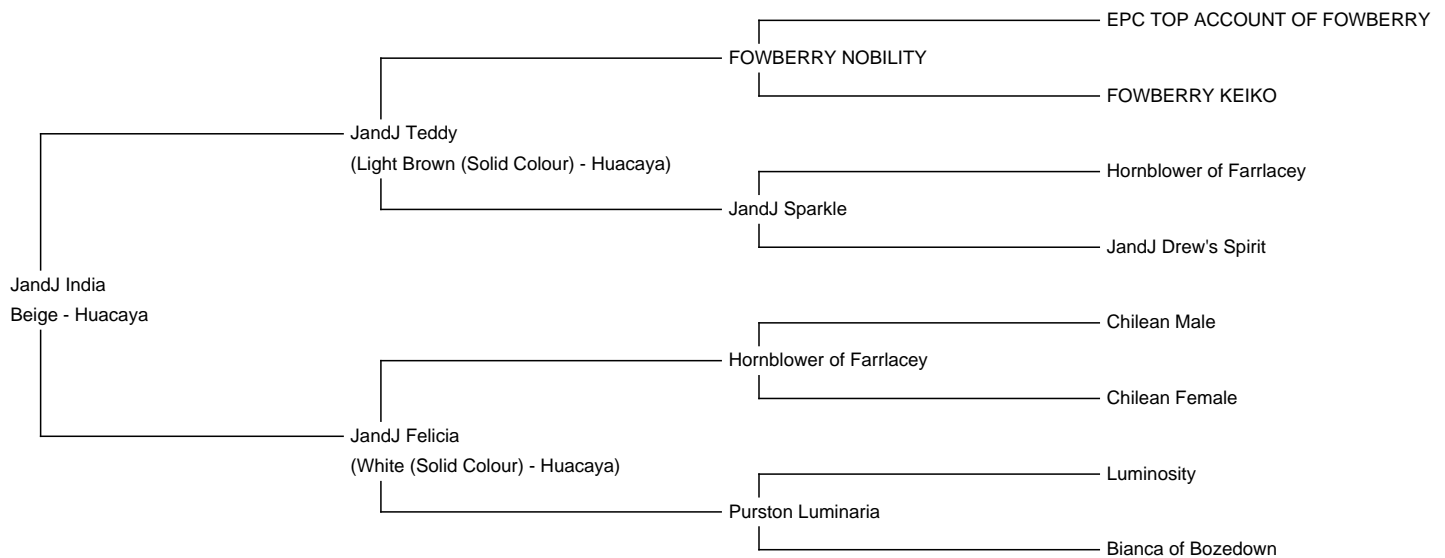 EPC TOP ACCOUNT OF FOWBERRY
FOWBERRY NOBILITY
FOWBERRY KEIKO
JandJ Teddy
(Light Brown (Solid Colour) - Huacaya)
Hornblower of Farrlacey
JandJ Sparkle
JandJ Drew's Spirit
JandJ India
Beige - Huacaya
Chilean Male
Hornblower of Farrlacey
Chilean Female
JandJ Felicia
(White (Solid Colour) - Huacaya)
Luminosity
Purston Luminaria
Bianca of Bozedown